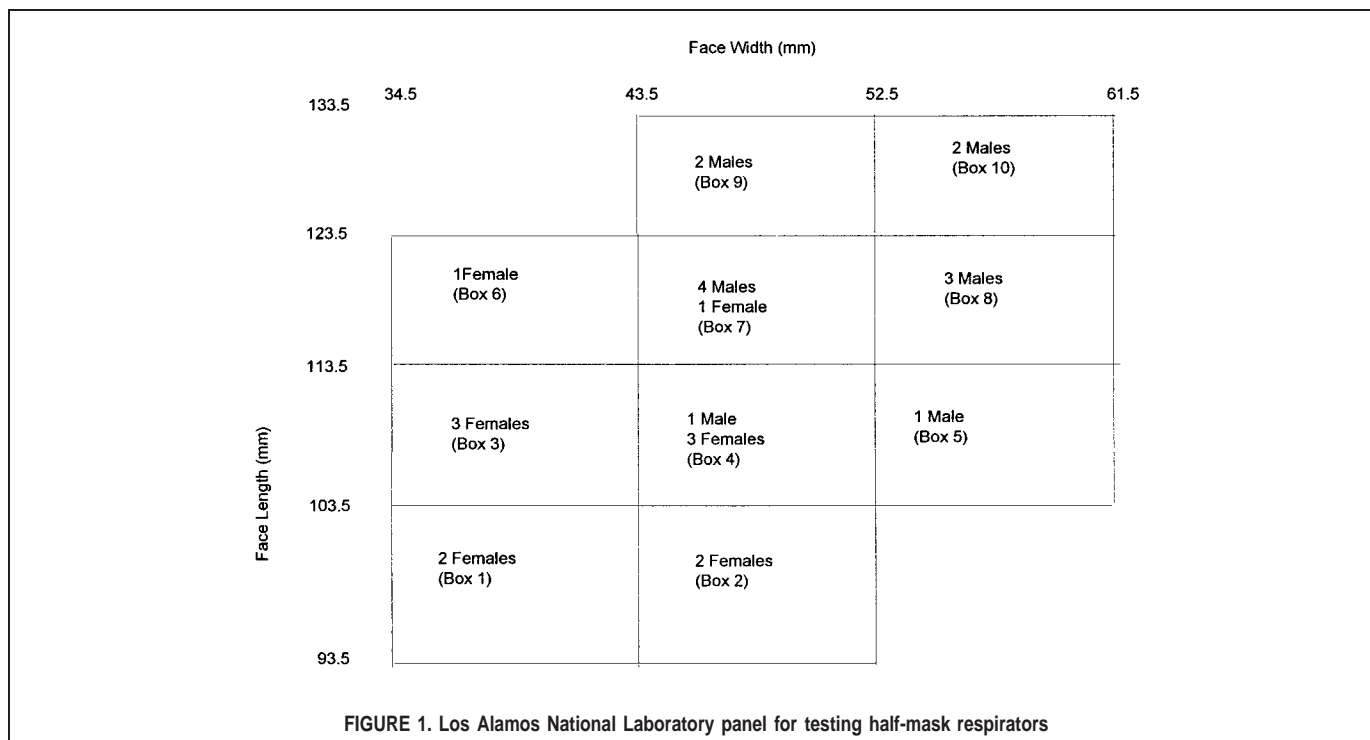 Face Width (mm)
34.5 43.5 52.5 61.5
133.5
2 Males
(Box 9)
2 Males
(Box 10)
123.5
1Female
(Box 6)
4 Males
1 Female
(Box 7)
3 Males
(Box 8)
113.5
3 Females
(Box 3)
1 Male
3 Females
(Box 4)
1 Male
(Box 5)
Face Length (mm)
103.5
2 Females
(Box 1)
2 Females
(Box 2)
93.5
FIGURE 1. Los Alamos National Laboratory panel for testing half-mask respirators